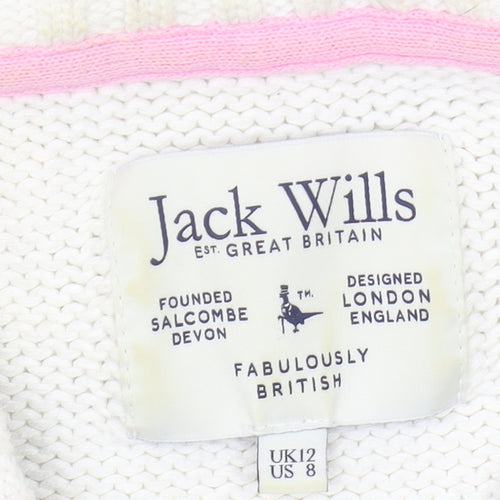 Jack Wills
EST. GREAT BRITAIN
FOUNDED
SALCOMBE
DEVON
TM.
DESIGNED
LONDON
ENGLAND
FABULOUSLY
BRITISH
UK12
US 8